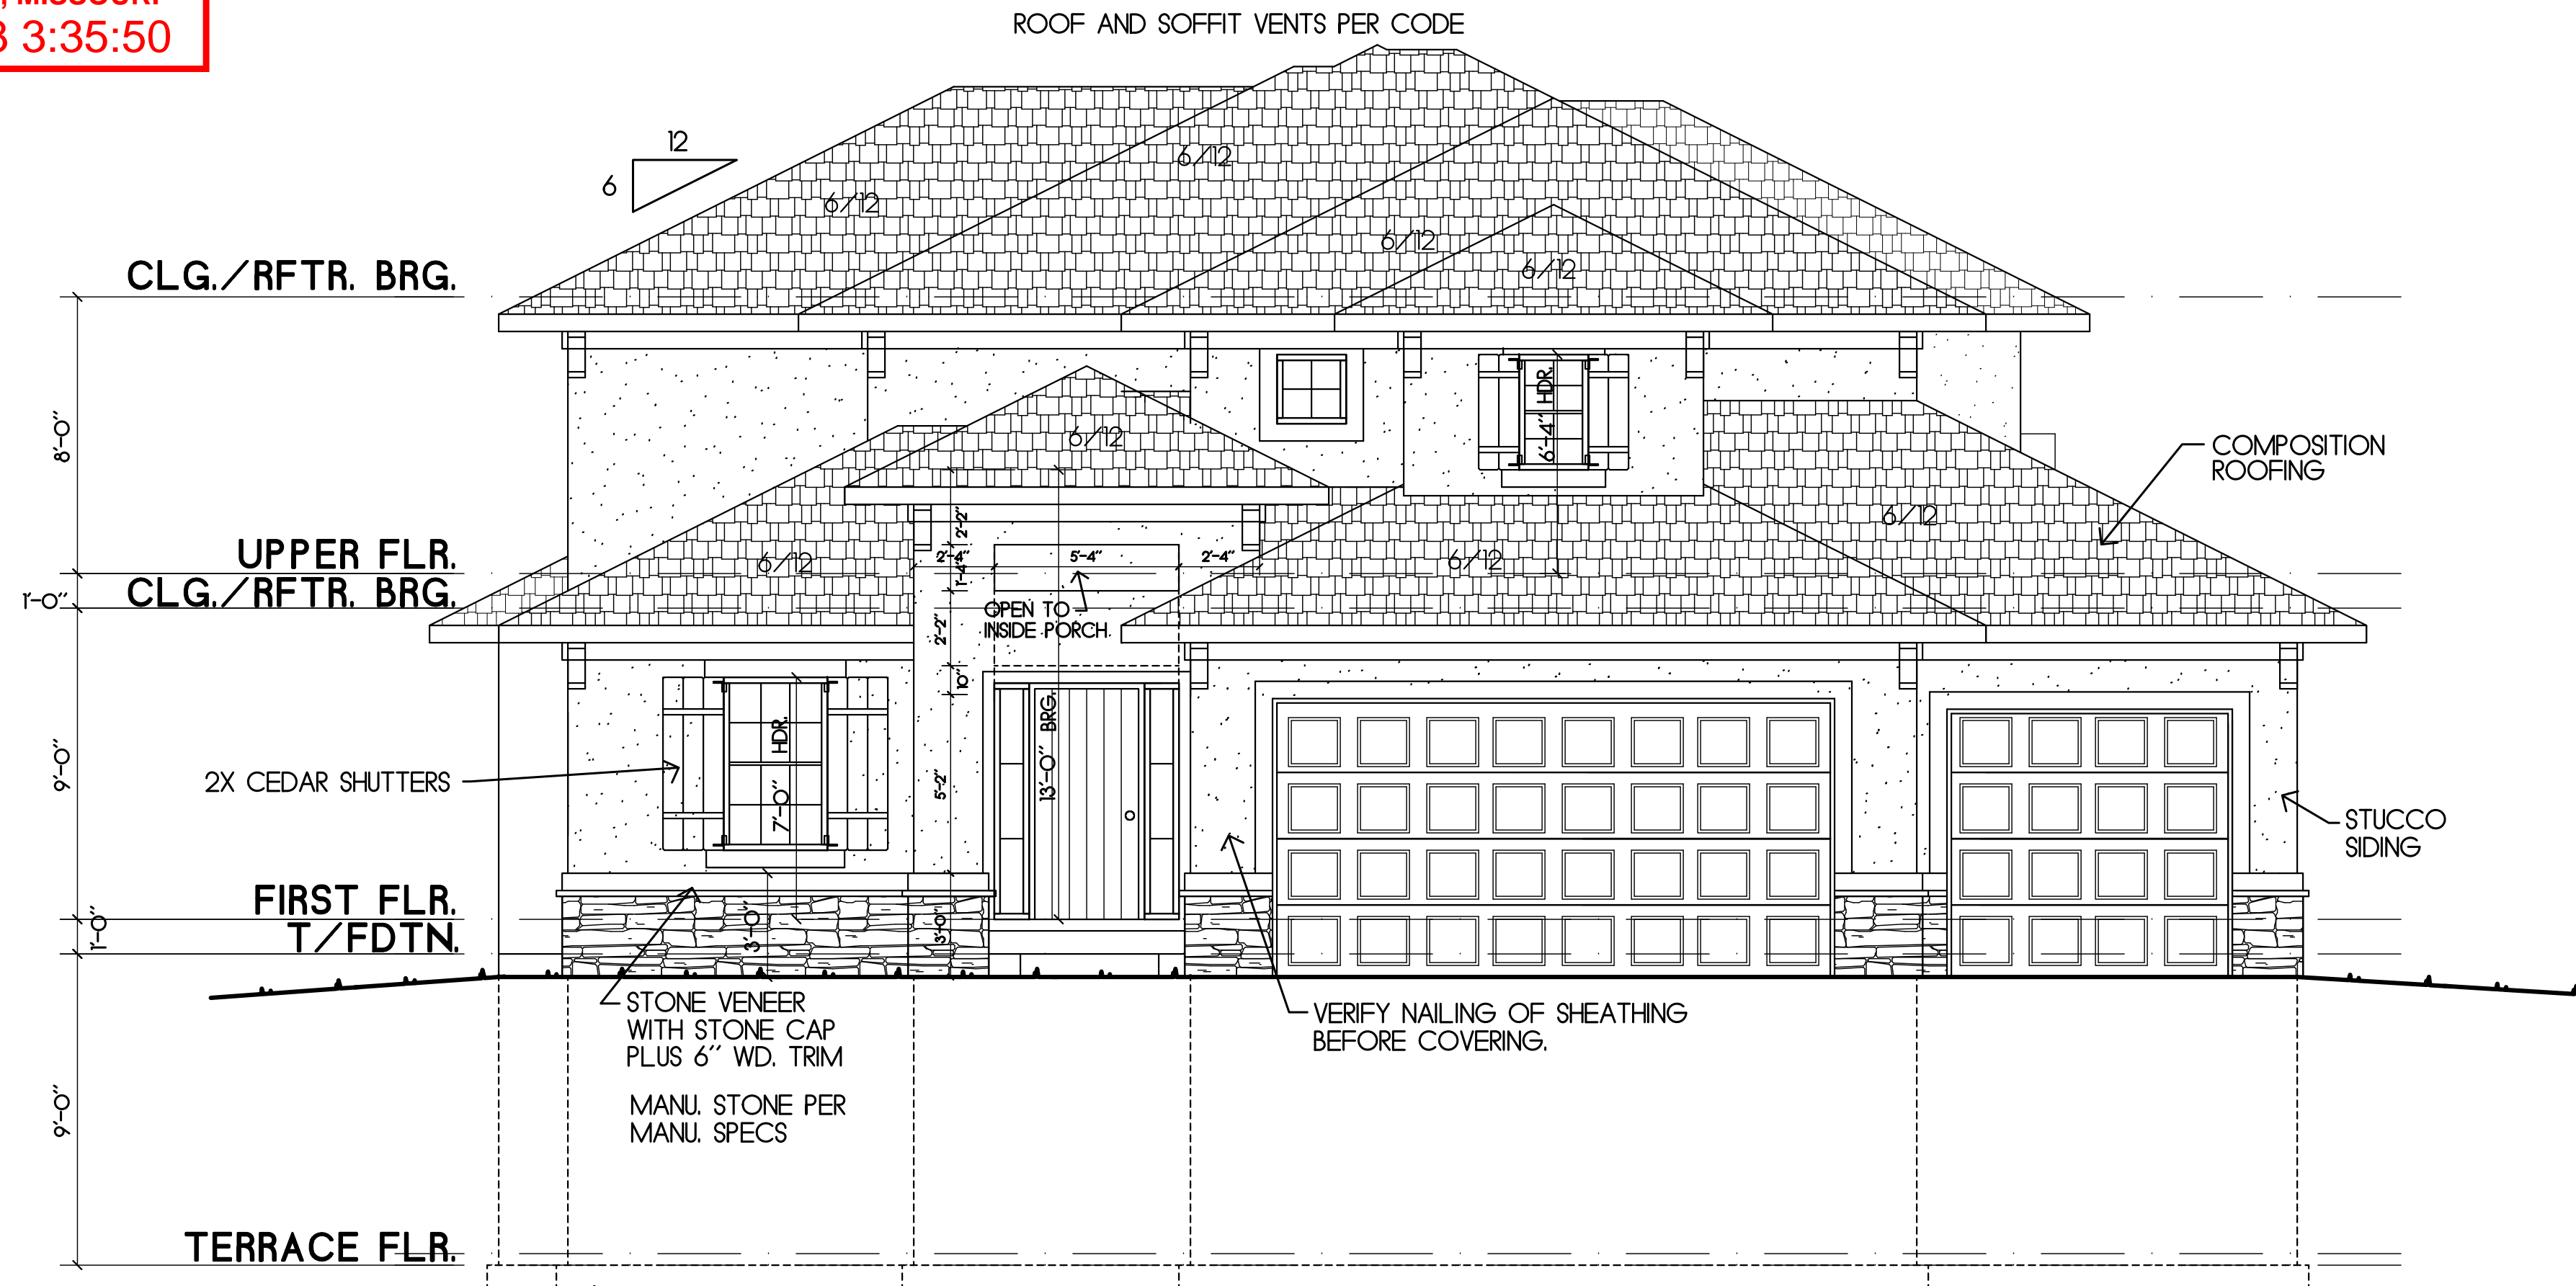 , MISSOURI
3:35:50
ROOF AND SOFFIT VENTS PER CODE
12
6
6/12
6/12
6/12
6/12
CLG./RFTR. BRG.
8'-0"
HDR.
6'-4"
6/12
COMPOSITION
ROOFING
2'-2"
6/12
UPPER FLR.
2'-4"
5'-4"
2'-4"
6/12
6/12
1'-4"
CLG./RFTR. BRG.
1'-0"
OPEN TO
INSIDE PORCH
2'-2"
10"
9'-0"
HDR.
7'-0"
13'-0" BRG.
5'-2"
2X CEDAR SHUTTERS
STUCCO
SIDING
FIRST FLR.
T/FDTN.
1'-0"
3'-0"
3'-0"
STONE VENEER
WITH STONE CAP
PLUS 6" WD. TRIM
VERIFY NAILING OF SHEATHING
BEFORE COVERING.
MANU. STONE PER
MANU. SPECS
9'-0"
TERRACE FLR.